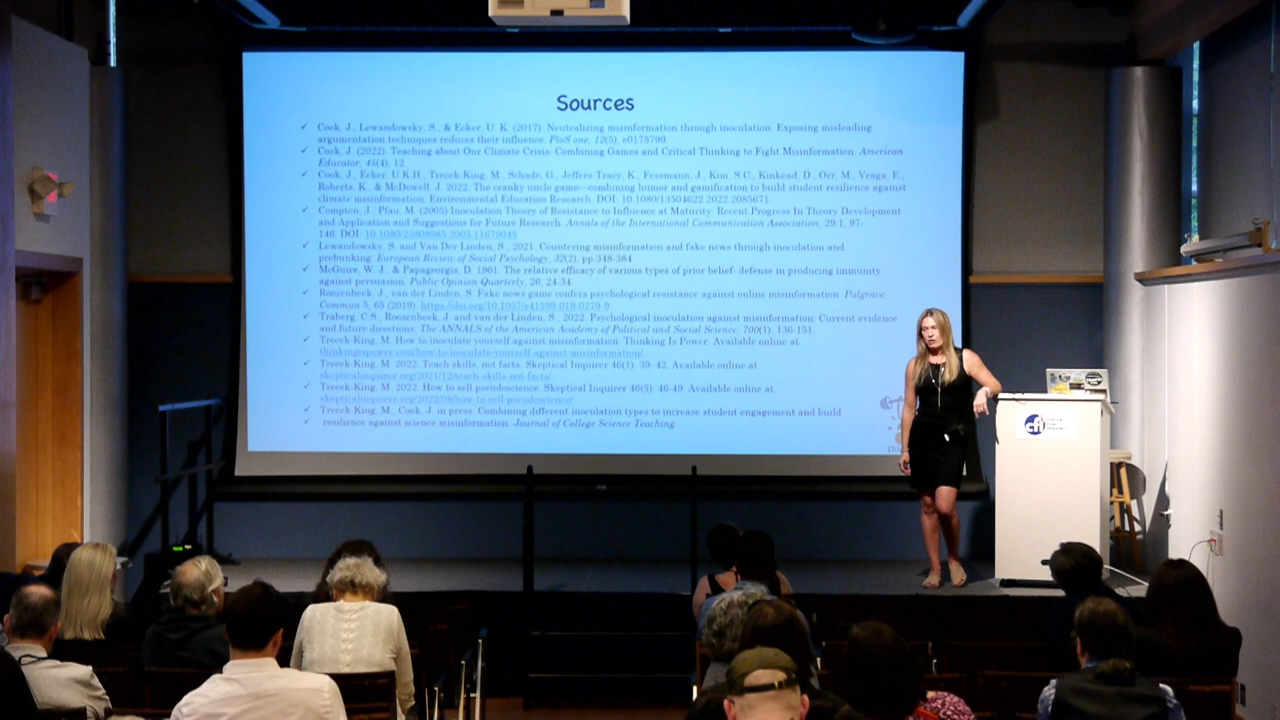 Sources
✓ Cook, J., Lewandowsky, S., & Ecker, U. K. (2017). Neutralizing misinformation through inoculation: Exposing misleading
argumentation techniques reduces their influence. PloS one, 12(5), e0175799.
✓ Cook, J. (2022). Teaching about Our Climate Crisis: Combining Games and Critical Thinking to Fight Misinformation. American
Educator, 45(4), 12.
✓ Cook, J., Ecker, U.K.H., Trecek-King, M., Schade, G., Jeffers-Tracy, K., Fessmann, J., Kim, S.C., Kinkead, D., Orr, M., Vraga, E.,
Roberts, K., & McDowell, J. 2022. The cranky uncle game—combining humor and gamification to build student resilience against
climate misinformation. Environmental Education Research, DOI: 10.1080/13504622.2022.2085671.
✓ Compton, J., Pfau, M. (2005) Inoculation Theory of Resistance to Influence at Maturity: Recent Progress In Theory Development
and Application and Suggestions for Future Research. Annals of the International Communication Association, 29:1, 97-
146. DOI: 10.1080/23808985.2005.11679045
✓ Lewandowsky, S. and Van Der Linden, S., 2021. Countering misinformation and fake news through inoculation and
prebunking. European Review of Social Psychology, 32(2), pp.348-384
✓ McGuire, W. J., & Papageorgis, D. 1961. The relative efficacy of various types of prior belief- defense in producing immunity
against persuasion. Public Opinion Quarterly, 26, 24-34.
✓ Roozenbeek, J., van der Linden, S. Fake news game confers psychological resistance against online misinformation. Palgrave
Commun 5, 65 (2019). https://doi.org/10.1057/s41599-019-0279-9
✓ Traberg, C.S., Roozenbeek, J. and van der Linden, S., 2022. Psychological inoculation against misinformation: Current evidence
and future directions. The ANNALS of the American Academy of Political and Social Science, 700(1): 136-151.
✓ Trecek-King, M. How to inoculate yourself against misinformation. Thinking Is Power. Available online at
thinkingispower.com/how-to-inoculate-yourself-against-misinformation/.
✓ Trecek-King, M. 2022. Teach skills, not facts. Skeptical Inquirer 46(1): 39-42. Available online at
skepticalinquirer.org/2021/12/teach-skills-not-facts/.
✓ Trecek-King, M. 2022. How to sell pseudoscience. Skeptical Inquirer 46(5): 46-49. Available online at
skepticalinquirer.org/2022/08/how-to-sell-pseudoscience/.
✓ Trecek-King, M., Cook, J. in press. Combining different inoculation types to increase student engagement and build
✓ resilience against science misinformation. Journal of College Science Teaching.
cfi